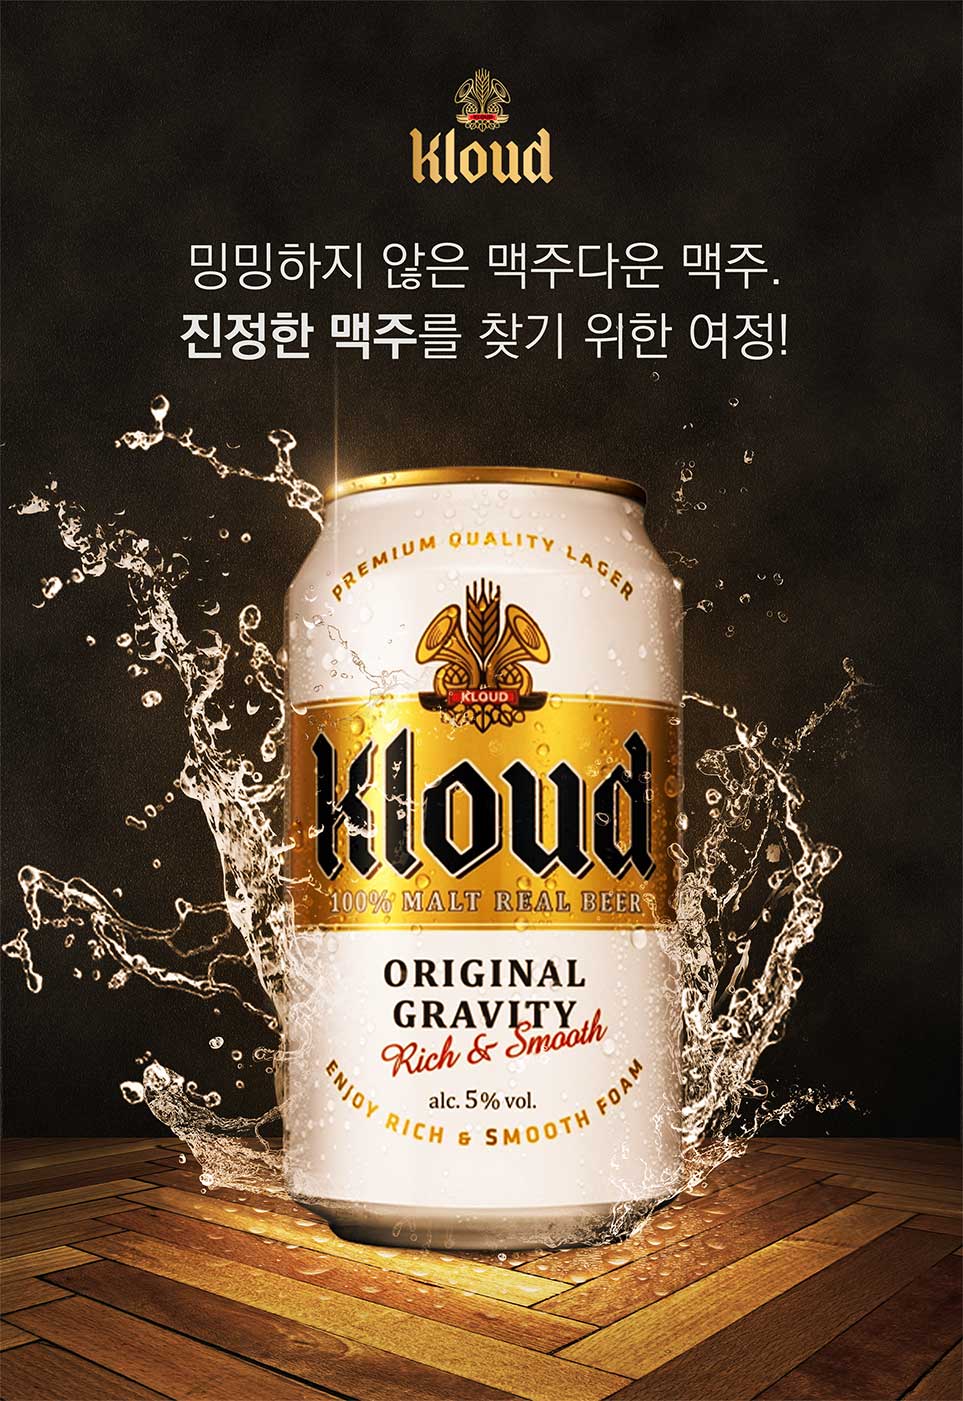 KLOUD
Kloud
밍밍하지 않은 맥주다운 맥주.
진정한 맥주를 찾기 위한 여정!
PREMIUM QUALITY LAGER
KLOUD
Kloud
100% MALT REAL BEER
ORIGINAL
GRAVITY
Rich & Smooth
alc. 5% vol.
ENJOY RICH & SMOOTH FOAM